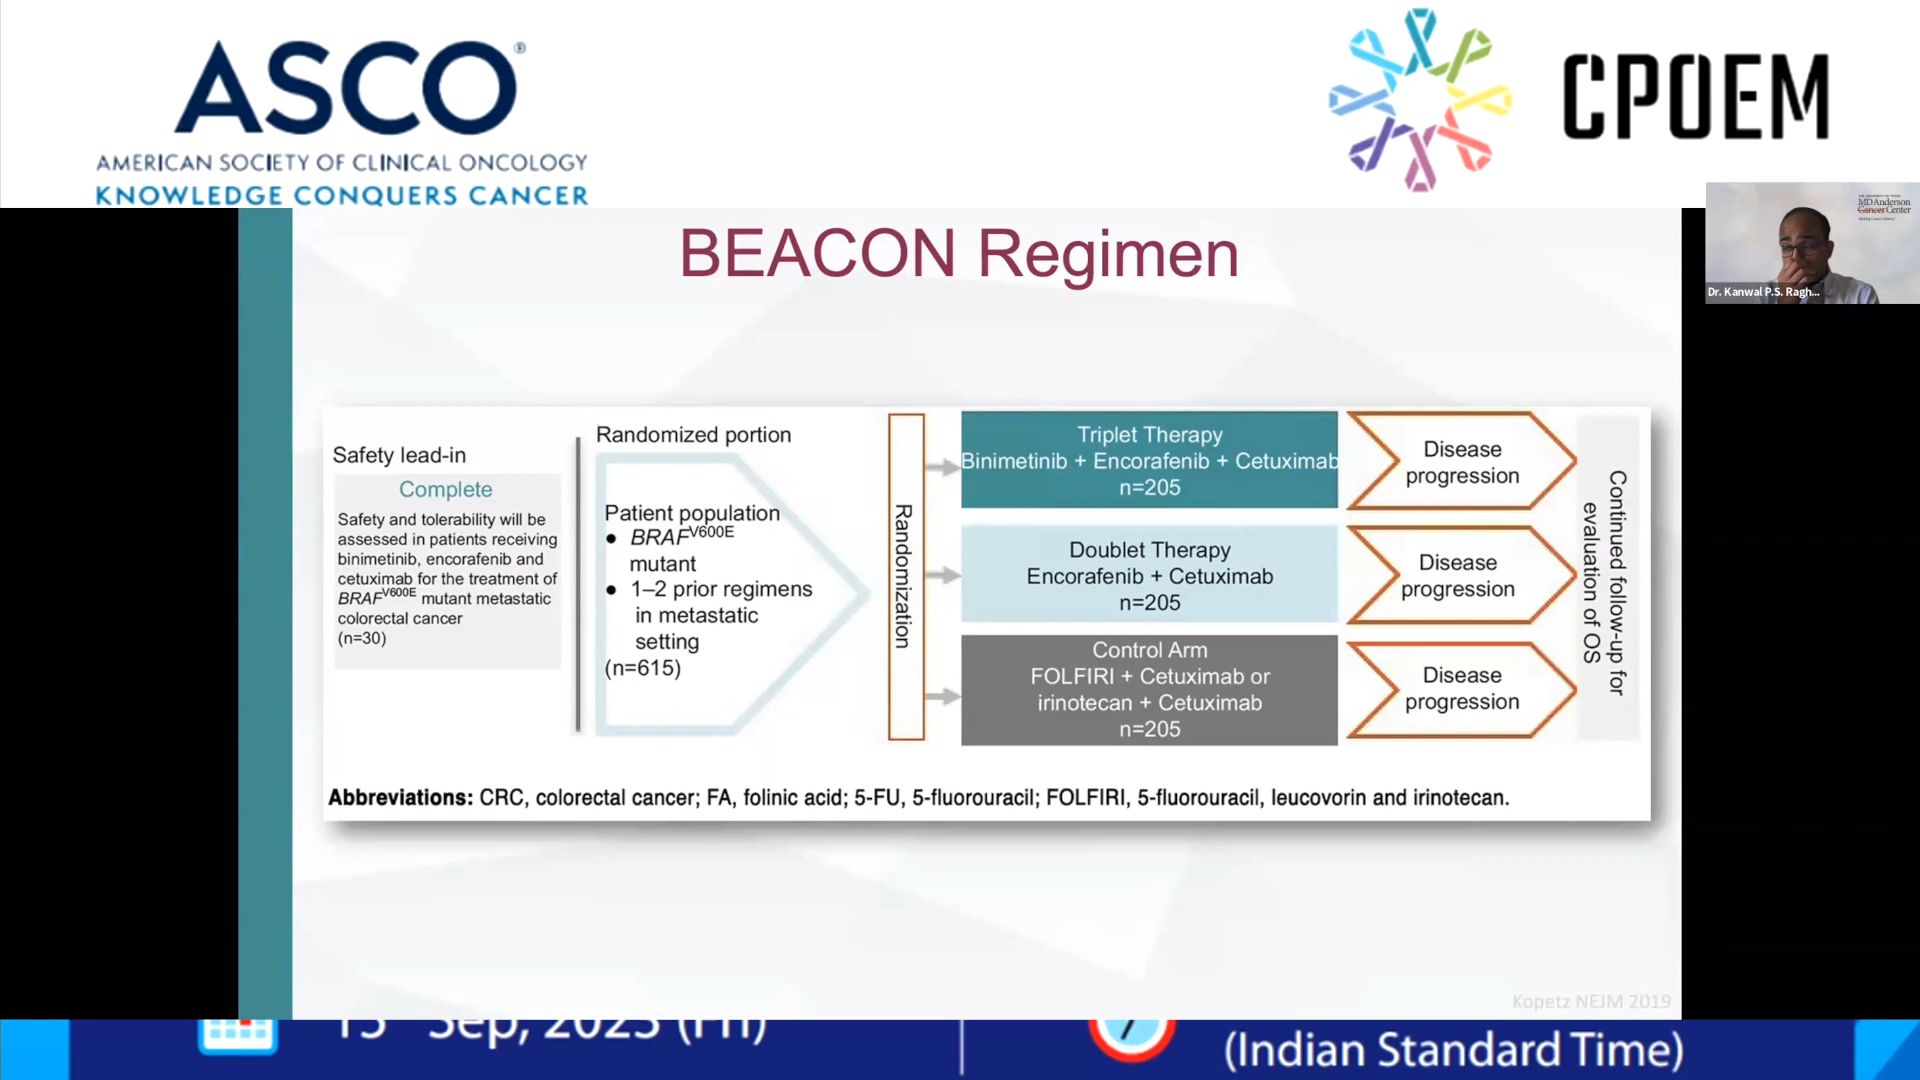 ASCO®
AMERICAN SOCIETY OF CLINICAL ONCOLOGY
KNOWLEDGE CONQUERS CANCER
CPOEM
MDAnderson
Cancer Center
Dr. Kanwal P.S. Ragh...
BEACON Regimen
Safety lead-in
Complete
Safety and tolerability will be
assessed in patients receiving
binimetinib, encorafenib and
cetuximab for the treatment of
BRAFV600E mutant metastatic
colorectal cancer
(n=30)
Randomized portion
Patient population
● BRAFV600E
mutant
● 1–2 prior regimens
in metastatic
setting
(n=615)
Randomization
Triplet Therapy
Binimetinib + Encorafenib + Cetuximab
n=205
Doublet Therapy
Encorafenib + Cetuximab
n=205
Control Arm
FOLFIRI + Cetuximab or
irinotecan + Cetuximab
n=205
Disease
progression
Disease
progression
Disease
progression
Continued follow-up for
evaluation of OS
Abbreviations: CRC, colorectal cancer; FA, folinic acid; 5-FU, 5-fluorouracil; FOLFIRI, 5-fluorouracil, leucovorin and irinotecan.
Kopetz NEJM 2019
15 Sep, 2023 (Fri)
(Indian Standard Time)